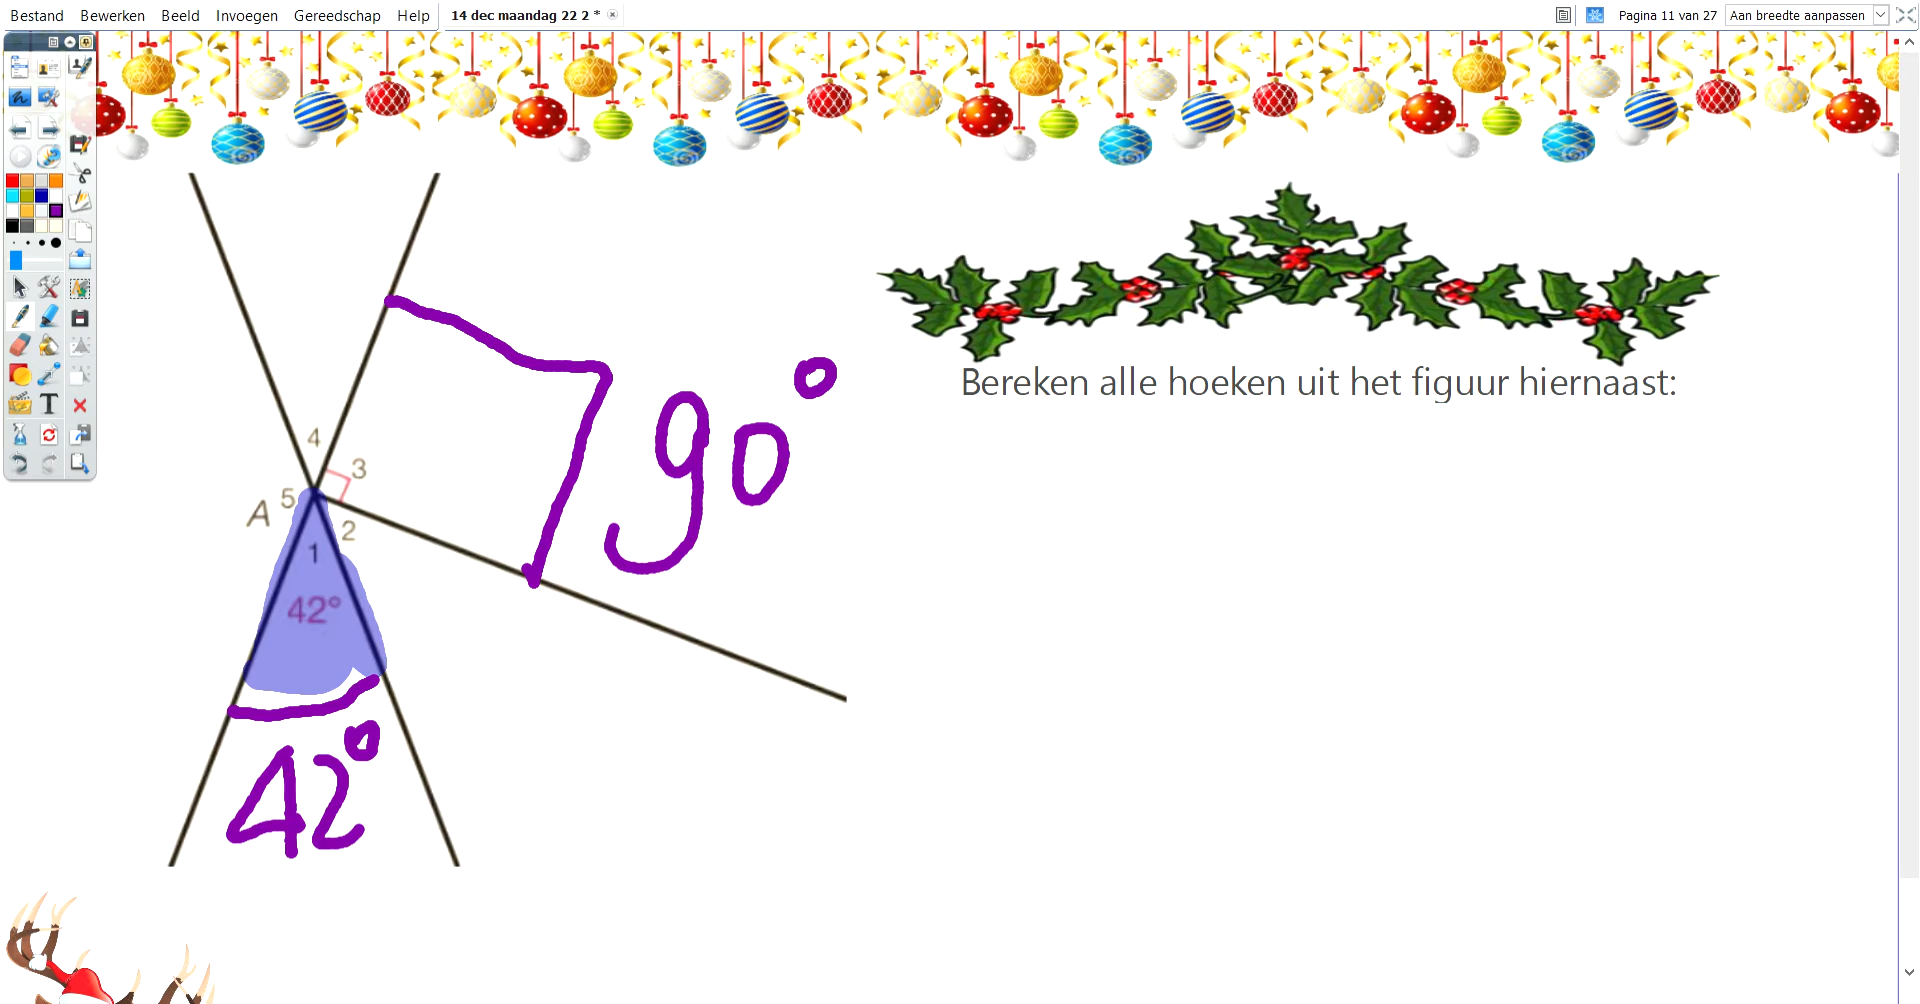 Bestand Bewerken Beeld Invoegen Gereedschap Help 14 dec maandag 22 2 * Pagina 11 van 27 Aan breedte aanpassen
Bereken alle hoeken uit het figuur hiernaast:
90°
4
3
5
A
2
1
42°
42°